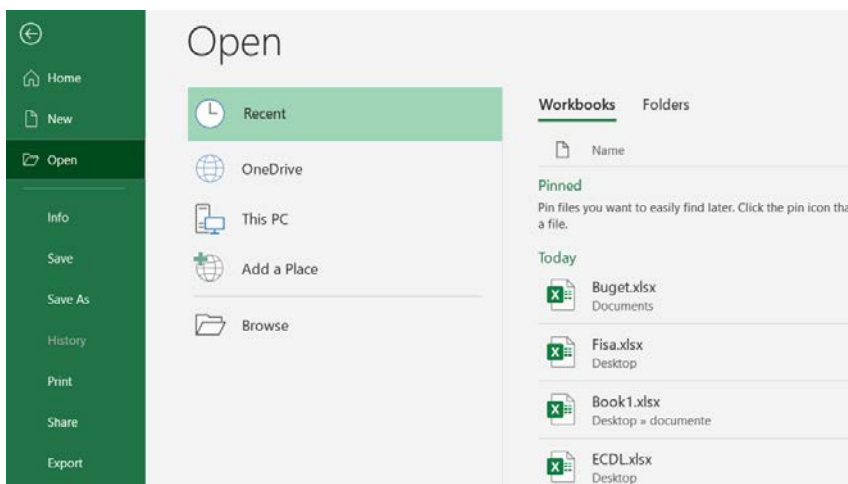 Home
New
Open
Info
Save
Save As
History
Print
Share
Export
Open
Recent
OneDrive
This PC
Add a Place
Browse
Workbooks Folders
Name
Pinned
Pin files you want to easily find later. Click the pin icon tha
a file.
Today
Buget.xlsx
Documents
Fisa.xlsx
Desktop
Book1.xlsx
Desktop » documente
ECDL.xlsx
Desktop